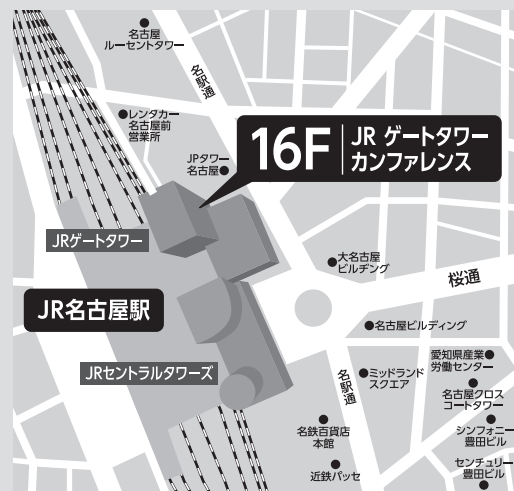 名古屋
ルーセントタワー
名駅通
レンタカー
名古屋前
営業所
16F
JR ゲートタワー
カンファレンス
JPタワー
名古屋
JRゲートタワー
大名古屋
ビルヂング
桜通
JR名古屋駅
名古屋ビルディング
愛知県産業
労働センター
JRセントラルタワーズ
名駅通
ミッドランド
スクエア
名古屋クロス
コートタワー
名鉄百貨店
本館
シンフォニー
豊田ビル
近鉄パッセ
センチュリー
豊田ビル